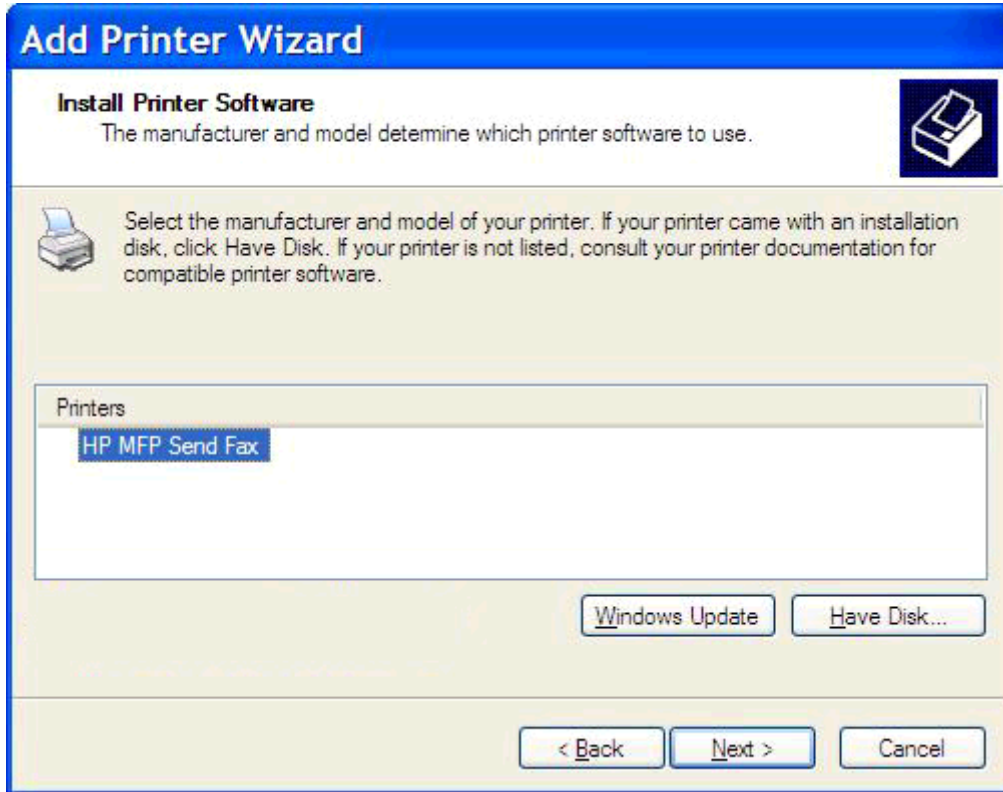 Add Printer Wizard
Install Printer Software
The manufacturer and model determine which printer software to use.
Select the manufacturer and model of your printer. If your printer came with an installation
disk, click Have Disk. If your printer is not listed, consult your printer documentation for
compatible printer software.
Printers
HP MFP Send Fax
Windows Update
Have Disk...
< Back
Next >
Cancel